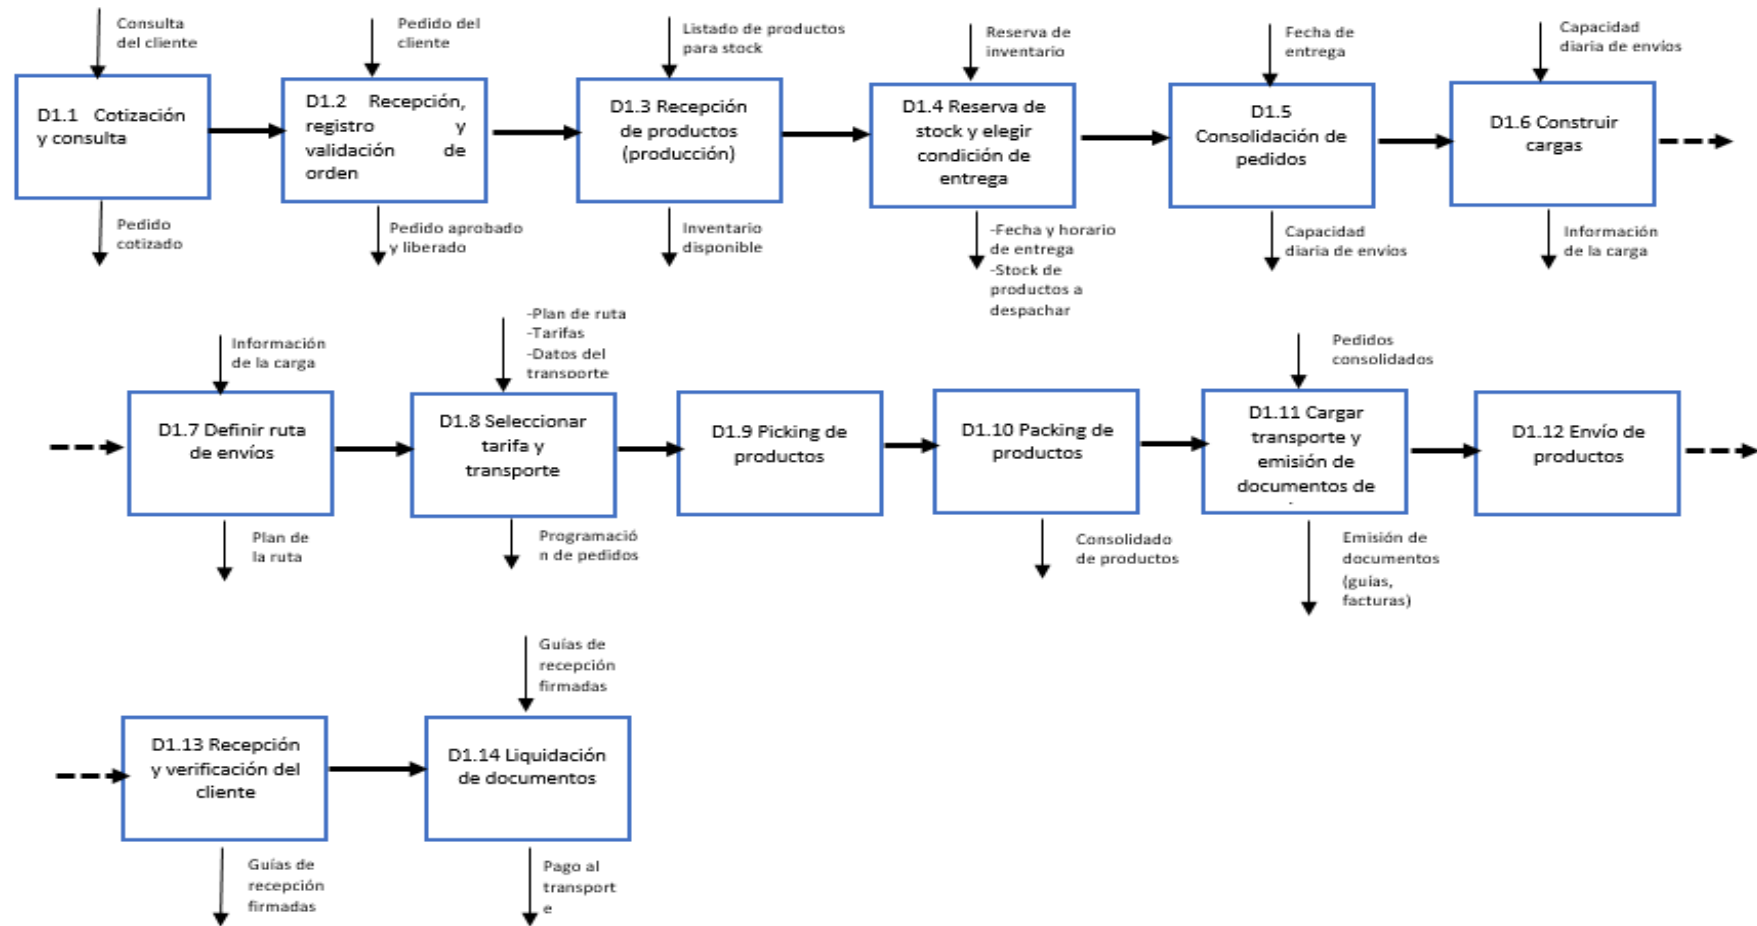 Consulta
del cliente
Pedido del
cliente
Listado de productos
para stock
Reserva de
inventario
Fecha de
entrega
Capacidad
diaria de envíos
D1.1 Cotización
y consulta
D1.2 Recepción,
registro y
validación de
orden
D1.3 Recepción
de productos
(producción)
D1.4 Reserva de
stock y elegir
condición de
entrega
D1.5
Consolidación de
pedidos
D1.6 Construir
cargas
Pedido
cotizado
Pedido aprobado
y liberado
Inventario
disponible
-Fecha y horario
de entrega
-Stock de
productos a
despachar
Capacidad
diaria de envíos
Información
de la carga
Información
de la carga
-Plan de ruta
-Tarifas
-Datos del
transporte
Pedidos
consolidados
D1.7 Definir ruta
de envíos
D1.8 Seleccionar
tarifa y
transporte
D1.9 Picking de
productos
D1.10 Packing de
productos
D1.11 Cargar
transporte y
emisión de
documentos de
D1.12 Envío de
productos
Plan de
la ruta
Programació
n de pedidos
Consolidado
de productos
Emisión de
documentos
(guías,
facturas)
Guías de
recepción
firmadas
D1.13 Recepción
y verificación del
cliente
D1.14 Liquidación
de documentos
Guías de
recepción
firmadas
Pago al
transport
e